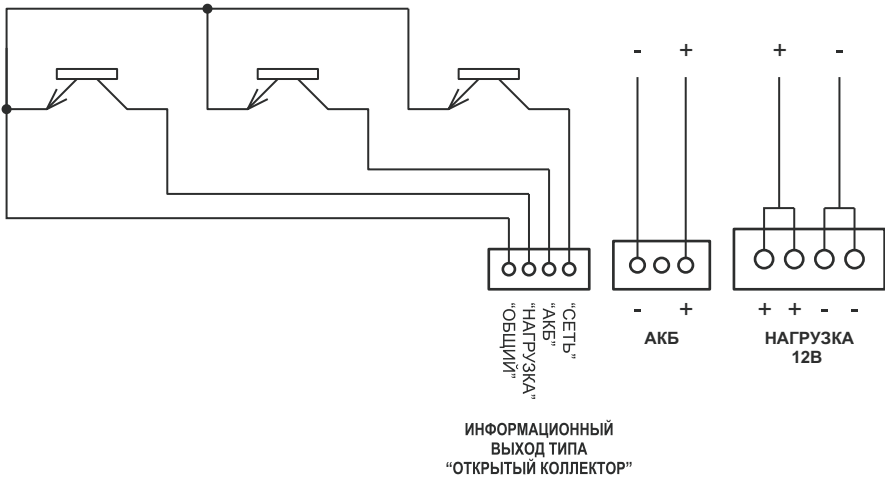 - + + -
“ОБЩИЙ”
“НАГРУЗКА”
“АКБ”
“СЕТЬ”
- +
АКБ
+ + - -
НАГРУЗКА
12В
ИНФОРМАЦИОННЫЙ
ВЫХОД ТИПА
“ОТКРЫТЫЙ КОЛЛЕКТОР”